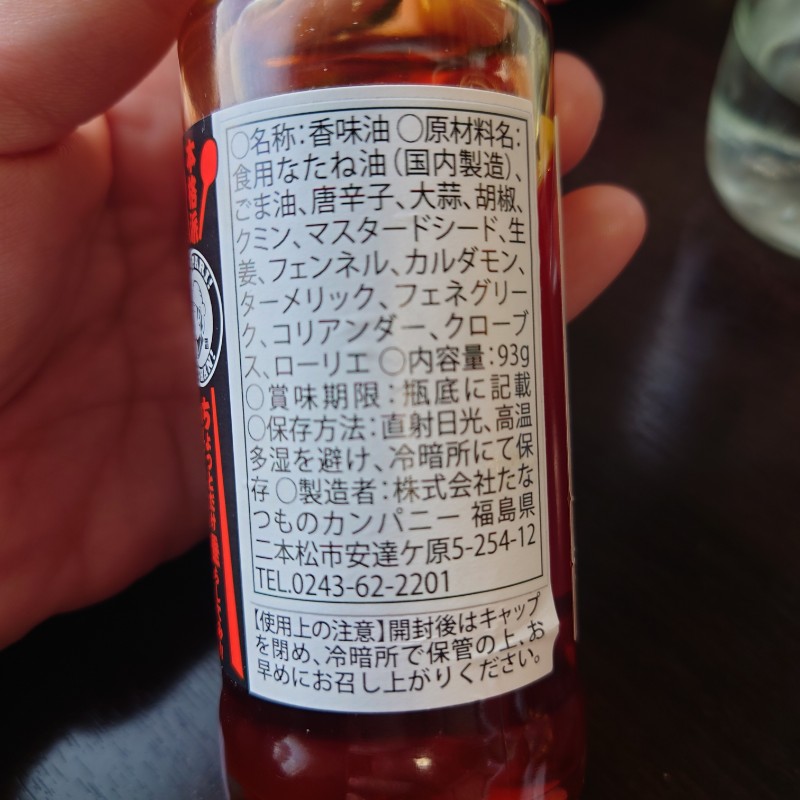 ○名称：香味油 ○原材料名：
食用なたね油（国内製造）、
ごま油、唐辛子、大蒜、胡椒、
クミン、マスタードシード、生
姜、フェンネル、カルダモン、
ターメリック、フェネグリー
ク、コリアンダー、クローブ
ス、ローリエ ○内容量：93g
○賞味期限：瓶底に記載
○保存方法：直射日光、高温
多湿を避け、冷暗所にて保
存 ○製造者：株式会社たな
つものカンパニー 福島県
二本松市安達ケ原5-254-12
TEL.0243-62-2201
【使用上の注意】開封後はキャップ
を閉め、冷暗所で保管の上、お
早めにお召し上がりください。
本格派